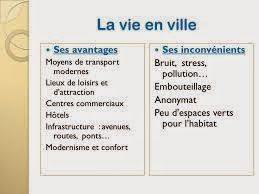 La vie en ville
Ses avantages
Moyens de transport
modernes
Lieux de loisirs et
d'attraction
Centres commerciaux
Hôtels
Infrastructure : avenues,
routes, ponts…
Modernisme et confort
Ses inconvénients
Bruit, stress,
pollution…
Embouteillage
Anonymat
Peu d'espaces verts
pour l'habitat